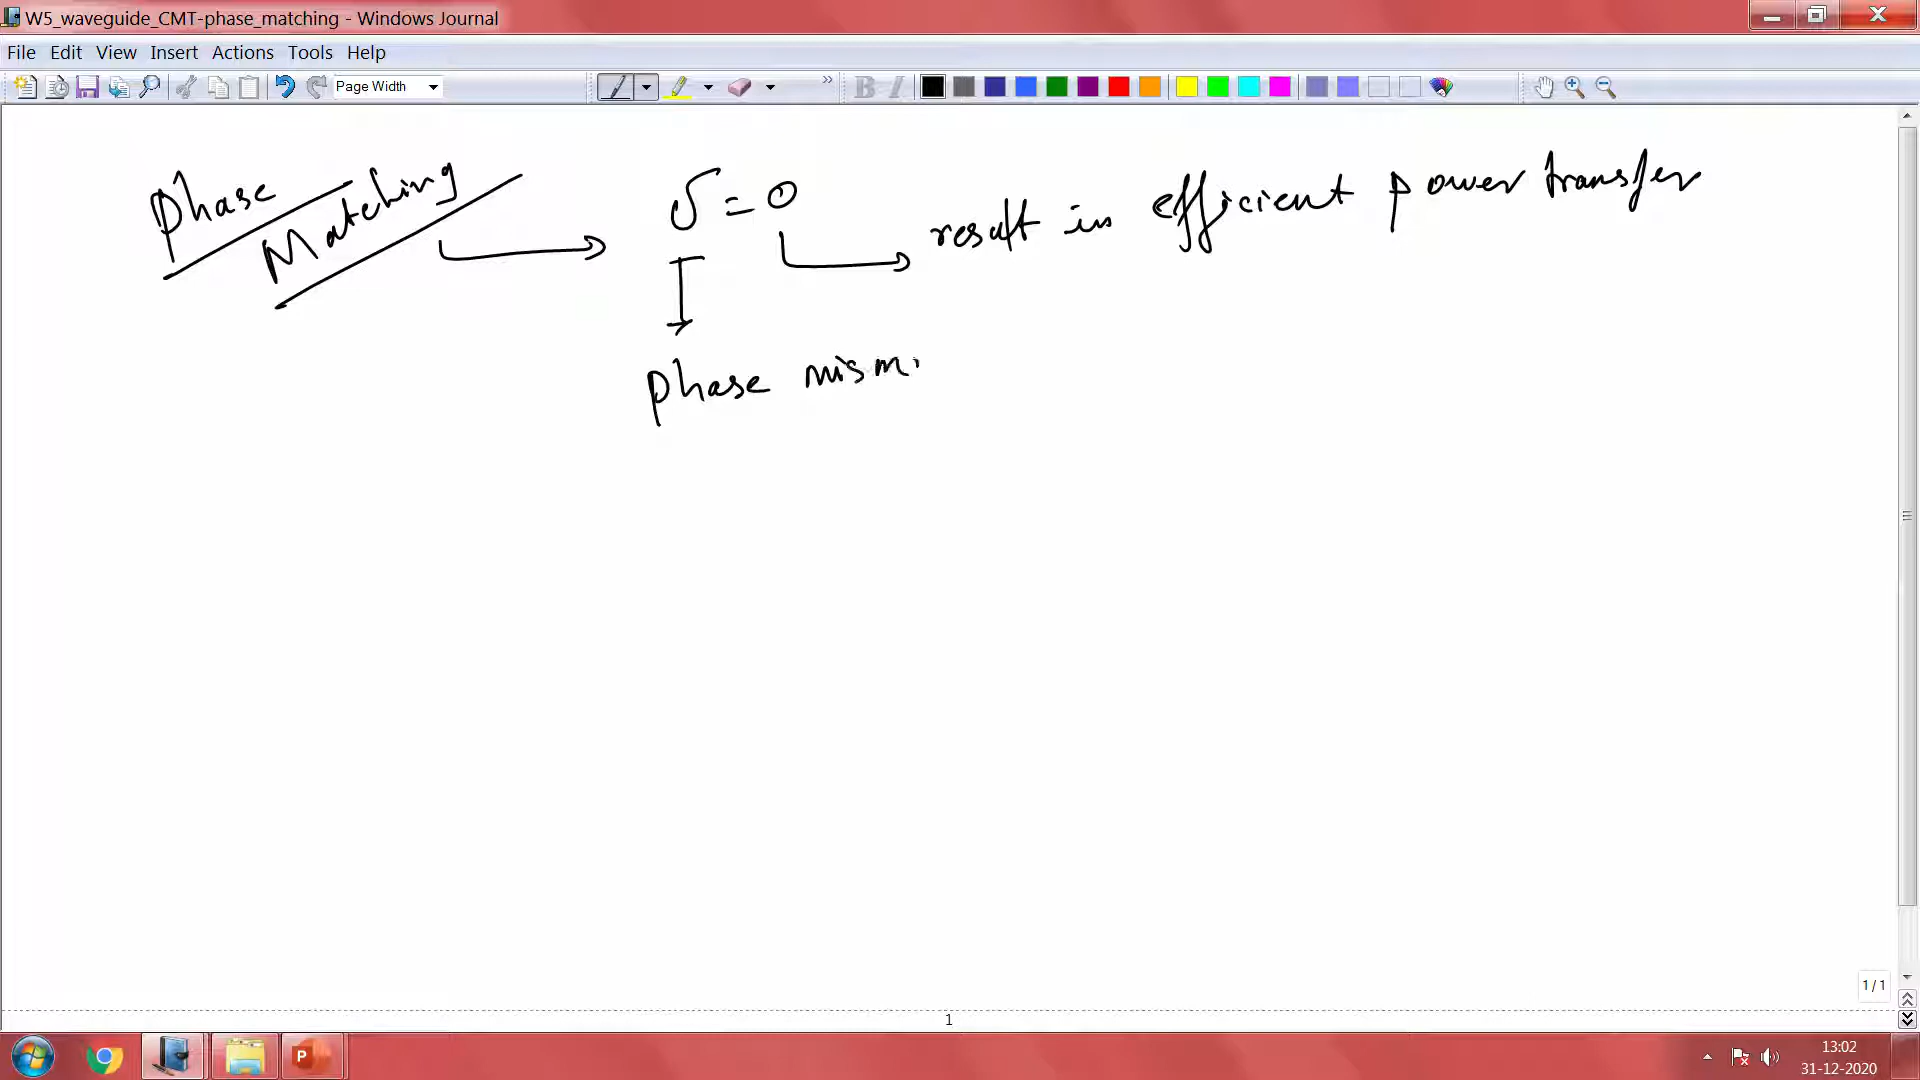 W5_waveguide_CMT-phase_matching - Windows Journal
File Edit View Insert Actions Tools Help
Page Width
B I
Phase
Matching
δ = 0
result in efficient power transfer
phase mism
1 / 1
1
P
13:02
31-12-2020